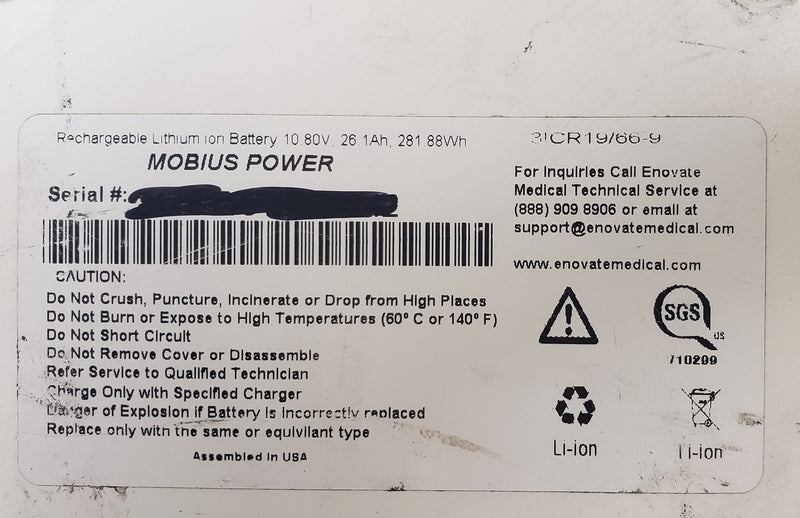 Rechargeable Lithium ion Battery 10.80V, 26.1Ah, 281.88Wh
MOBIUS POWER
Serial #:
CAUTION:
Do Not Crush, Puncture, Incinerate or Drop from High Places
Do Not Burn or Expose to High Temperatures (60° C or 140° F)
Do Not Short Circuit
Do Not Remove Cover or Disassemble
Refer Service to Qualified Technician
Charge Only with Specified Charger
Danger of Explosion if Battery is Incorrectly replaced
Replace only with the same or equivilant type
Assembled in USA
3ICR19/66-9
For Inquiries Call Enovate
Medical Technical Service at
(888) 909 8906 or email at
support@enovatemedical.com
www.enovatemedical.com
SGS
US
710299
Li-ion
Li-ion